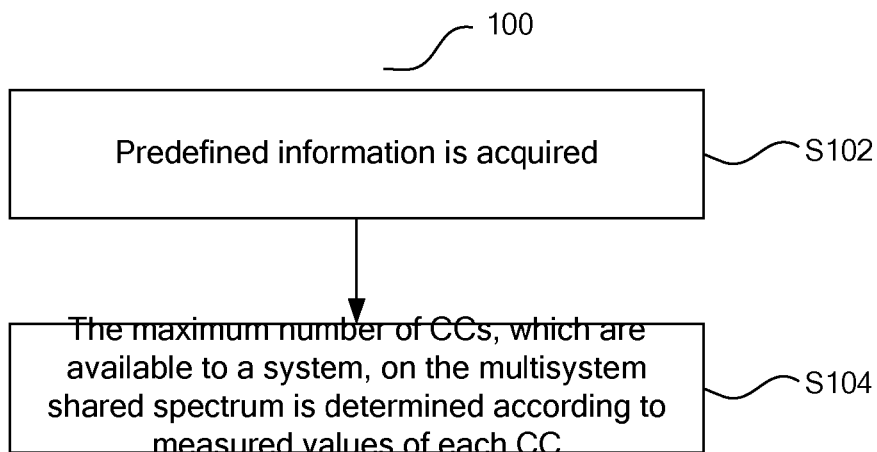 100
Predefined information is acquired
S102
The maximum number of CCs, which are
available to a system, on the multisystem
shared spectrum is determined according to
measured values of each CC
S104